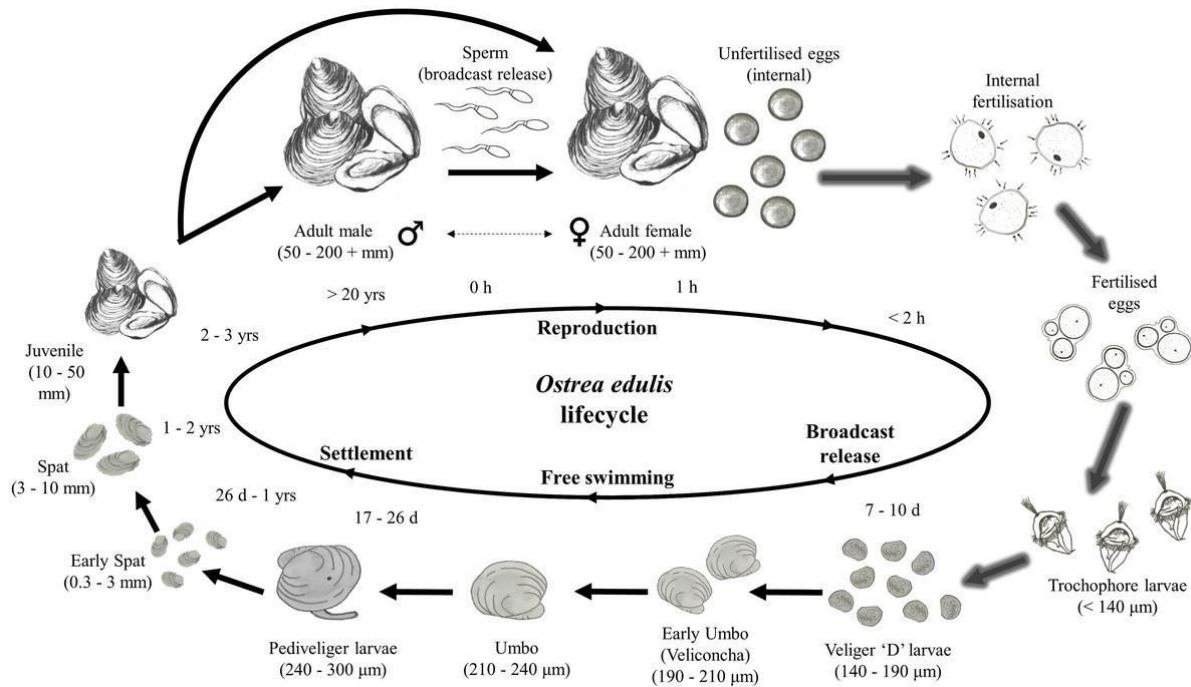 Sperm
(broadcast release)
Unfertilised eggs
(internal)
Internal
fertilisation
Adult male ♂
(50 - 200 + mm)
♀ Adult female
(50 - 200 + mm)
Fertilised
eggs
> 20 yrs
0 h
1 h
< 2 h
2 - 3 yrs
Reproduction
Juvenile
(10 - 50
mm)
Ostrea edulis
lifecycle
1 - 2 yrs
Settlement
Broadcast
release
Free swimming
Spat
(3 - 10 mm)
26 d - 1 yrs
17 - 26 d
7 - 10 d
Early Spat
(0.3 - 3 mm)
Trochophore larvae
(< 140 μm)
Pediveliger larvae
(240 - 300 μm)
Umbo
(210 - 240 μm)
Early Umbo
(Veliconcha)
(190 - 210 μm)
Veliger ‘D’ larvae
(140 - 190 μm)